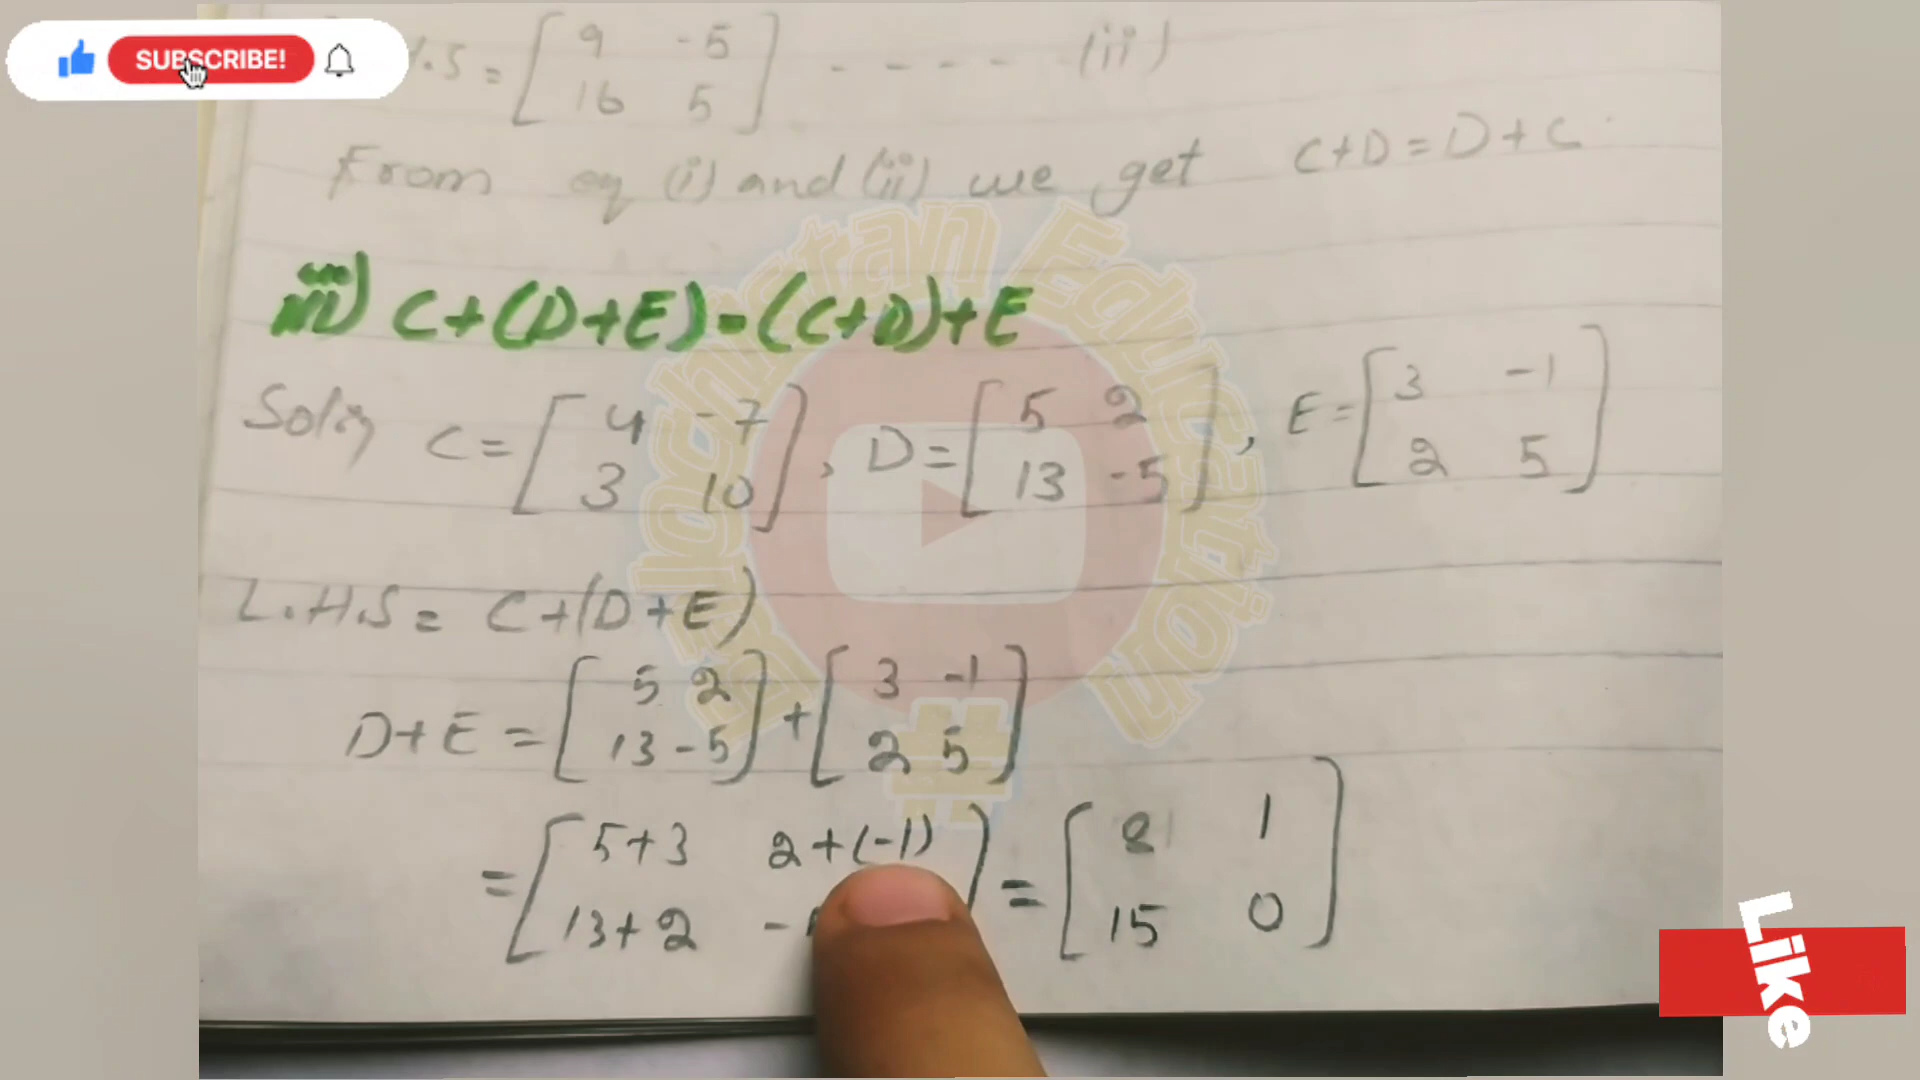 SUBSCRIBE!
.S = [ 9 -5
16 5 ] - - - - - (ii)
From eq (i) and (ii) we get C+D = D+C
iii) C+(D+E)=(C+D)+E
Soln C = [ 4 -7
3 10 ] , D = [ 5 2
13 -5 ] , E = [ 3 -1
2 5 ]
L.H.S = C+(D+E)
D+E = [ 5 2
13 -5 ] + [ 3 -1
2 5 ]
= [ 5+3 2+(-1)
13+2 - ] = [ 8 1
15 0 ]
Balochistan Education
#
Like